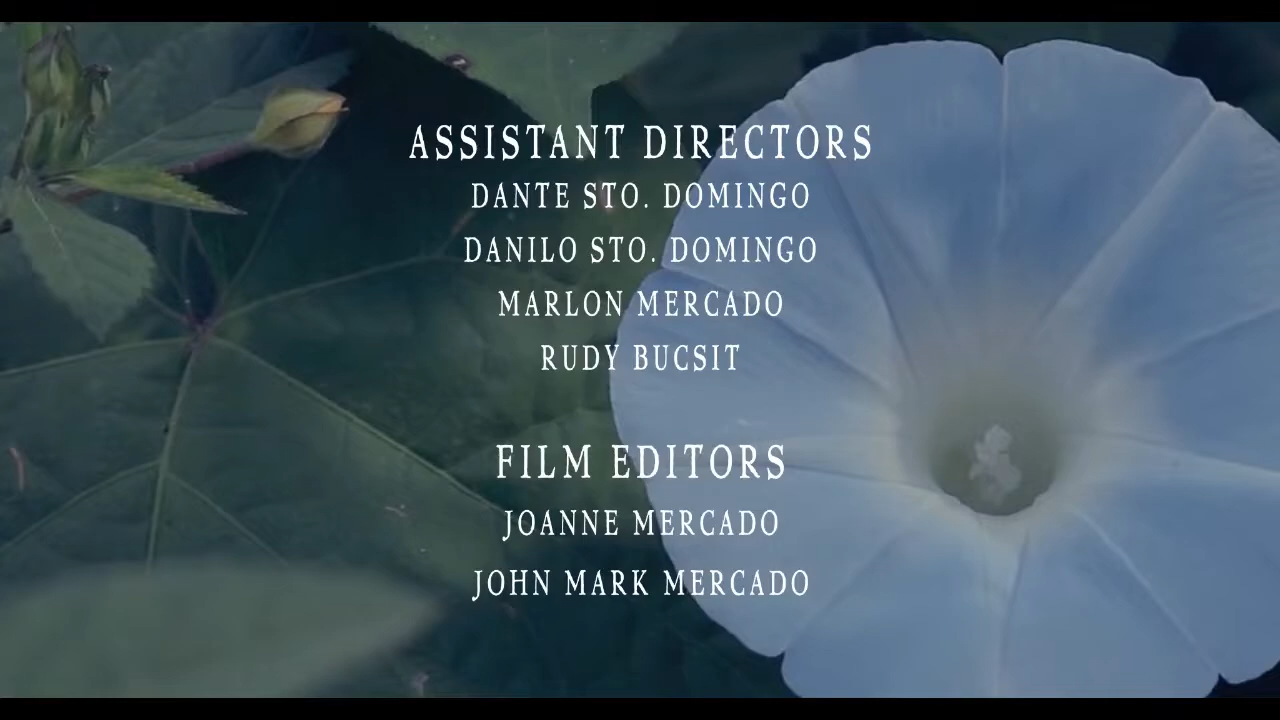 ASSISTANT DIRECTORS
DANTE STO. DOMINGO
DANILO STO. DOMINGO
MARLON MERCADO
RUDY BUCSIT
FILM EDITORS
JOANNE MERCADO
JOHN MARK MERCADO